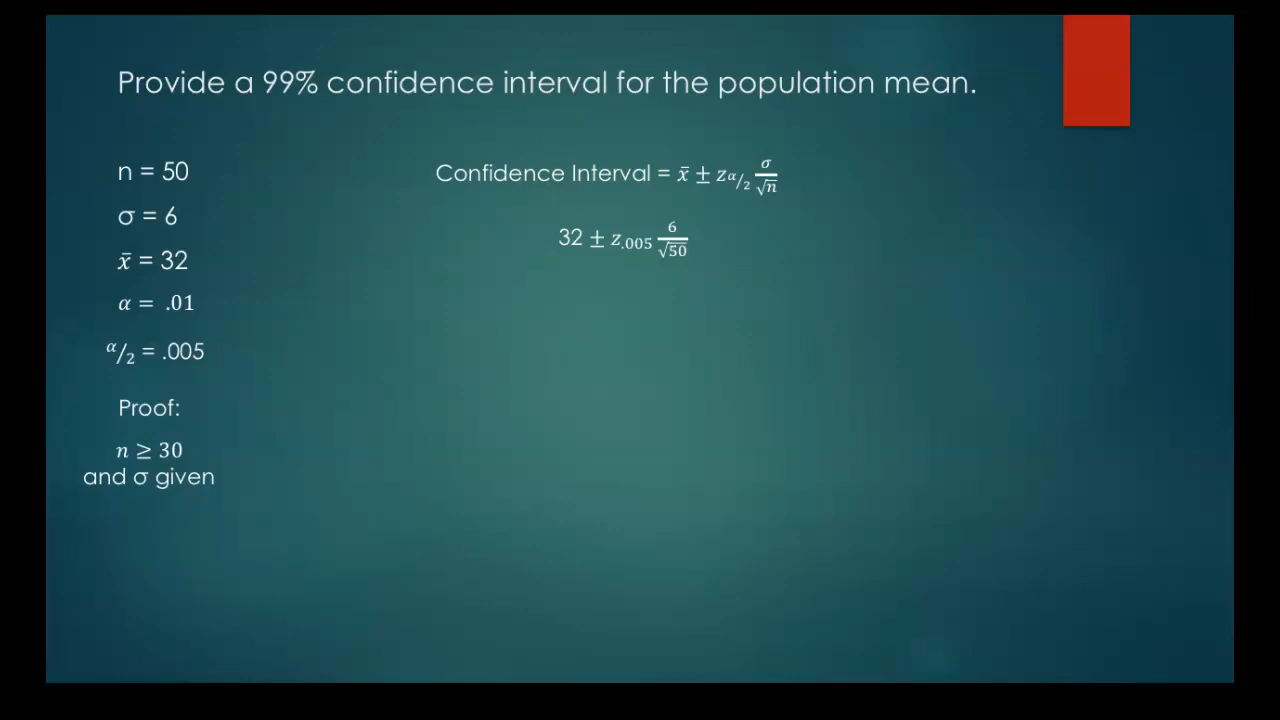 Provide a 99% confidence interval for the population mean.
n = 50
σ = 6
x̄ = 32
α = .01
α/2 = .005
Proof:
n ≥ 30
and σ given
Confidence Interval = x̄ ± z α/2 σ/√n
32 ± z.005 6/√50